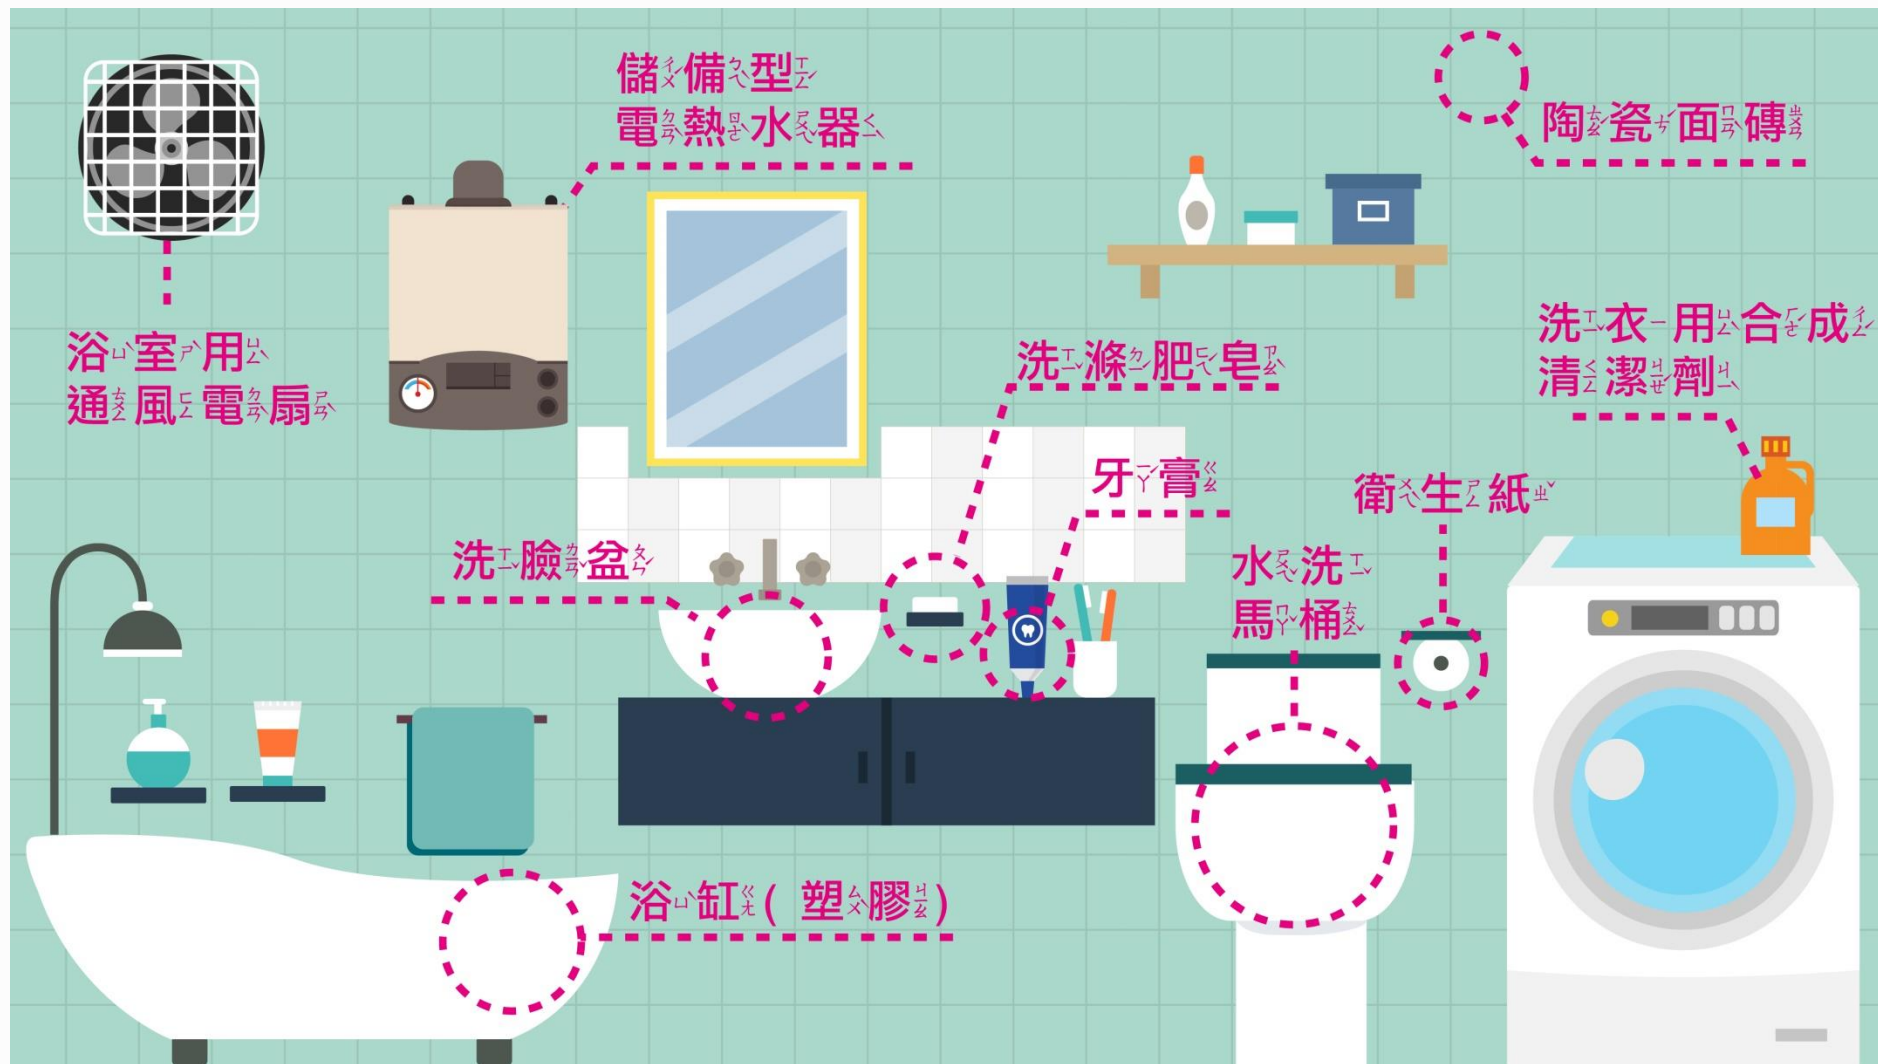 儲備型
電熱水器
陶瓷面磚
浴室用
通風電扇
洗滌肥皂
洗衣用合成
清潔劑
牙膏
衛生紙
洗臉盆
水洗
馬桶
浴缸(塑膠)